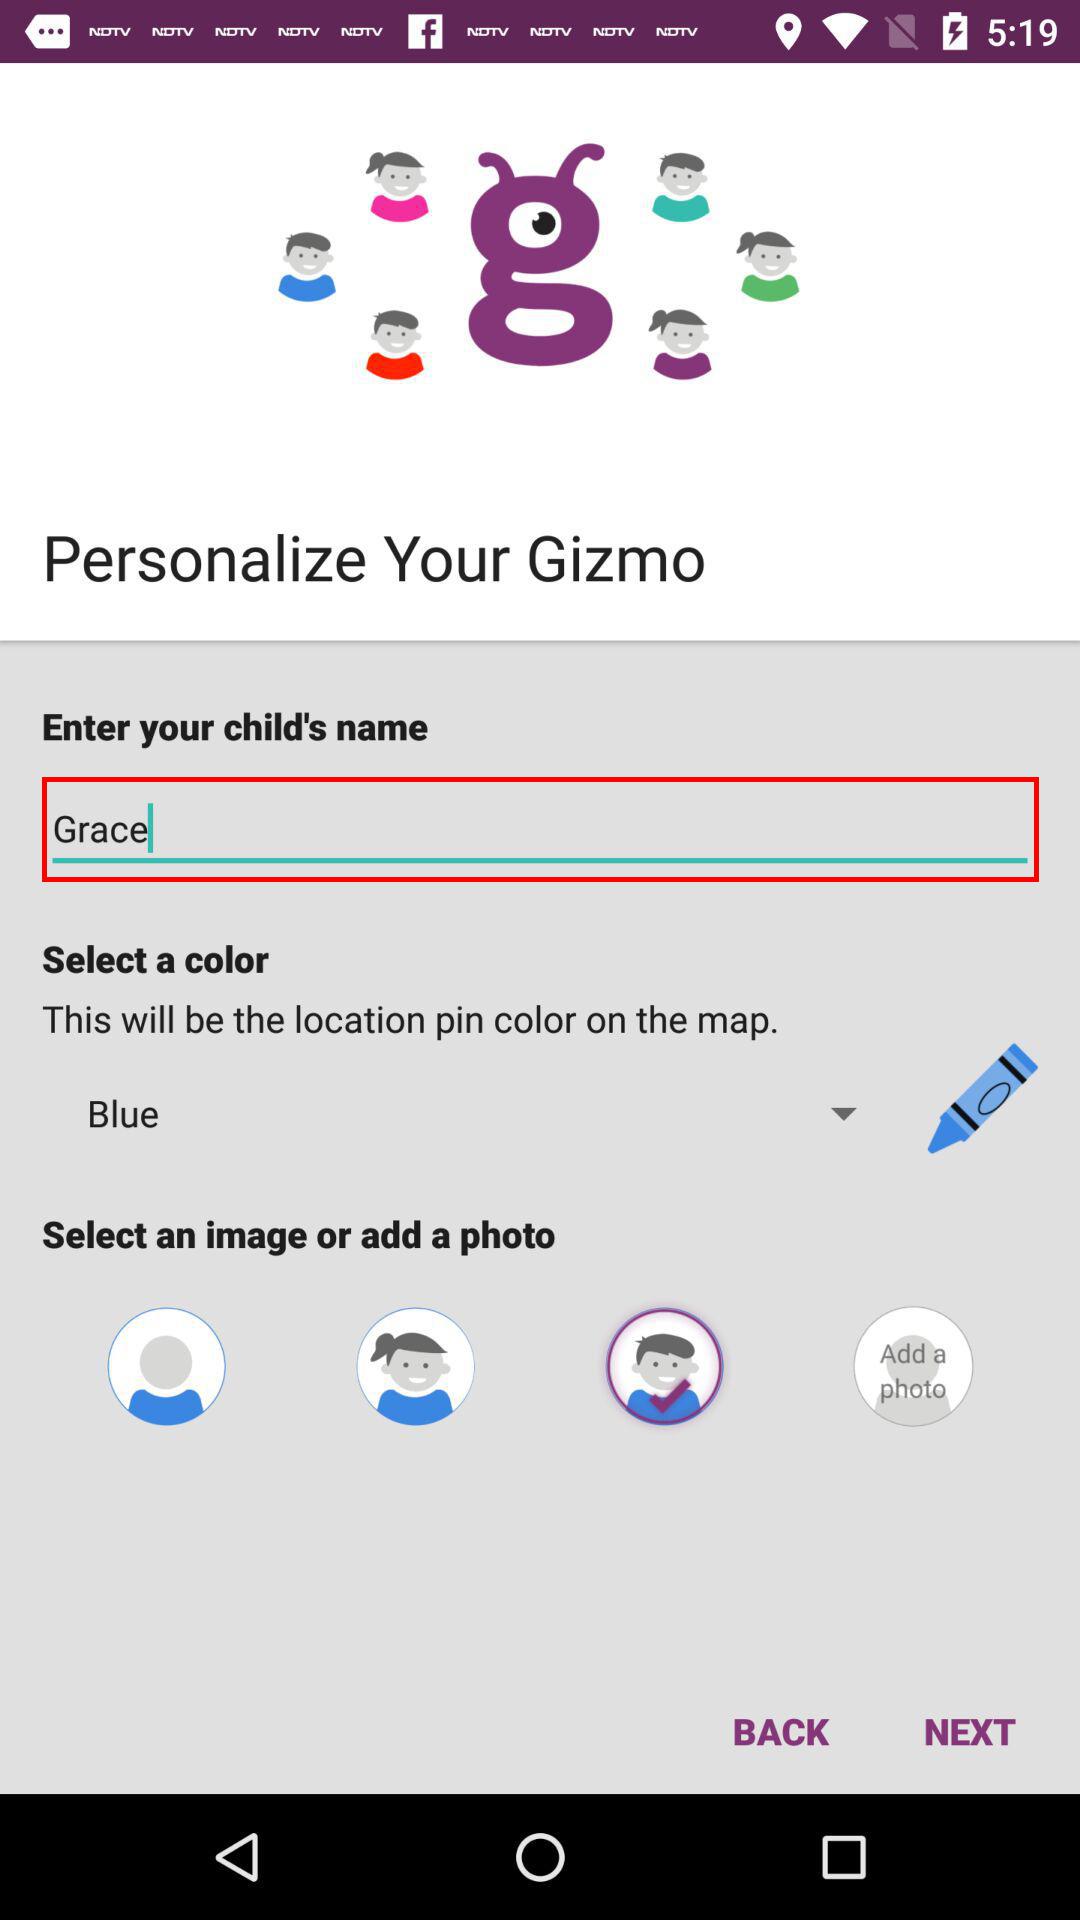 NDTV NDTV NDTV NDTV NDTV f NDTV NDTV NDTV NDTV 5:19
g
Personalize Your Gizmo
Enter your child's name
Grace
Select a color
This will be the location pin color on the map.
Blue
Select an image or add a photo
Add a
photo
BACK NEXT